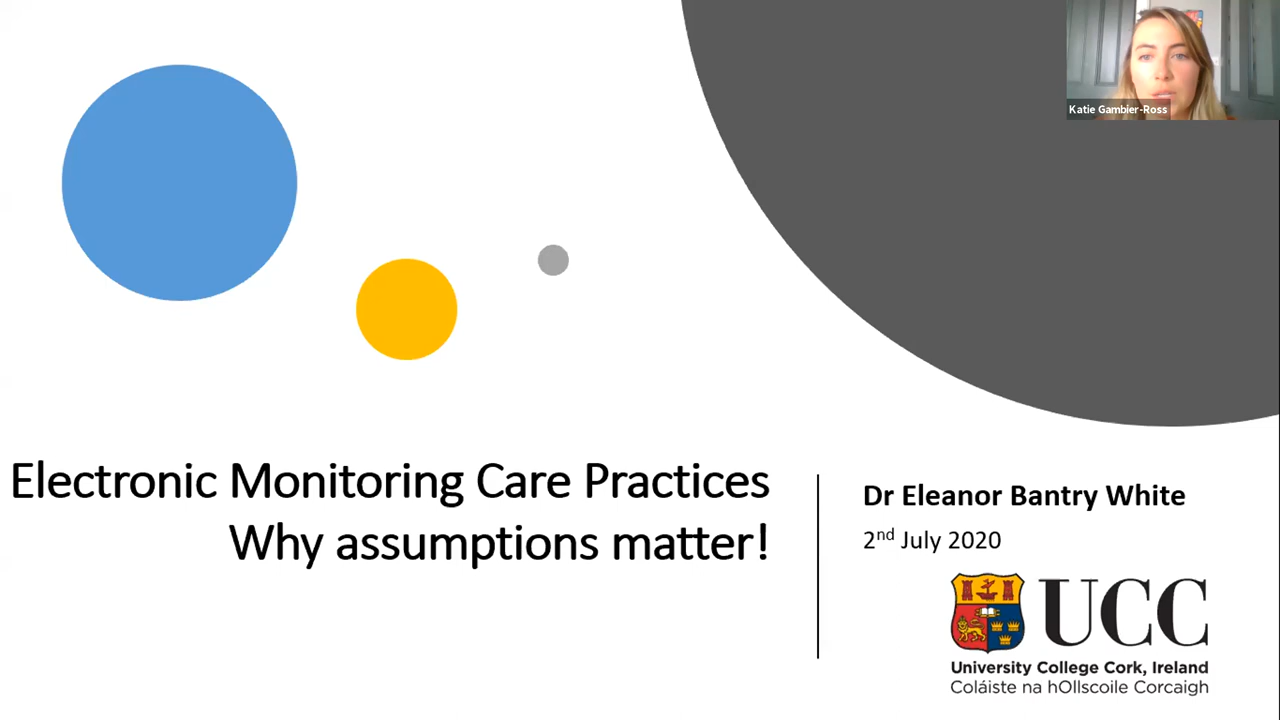 Katie Gambier-Ross
Electronic Monitoring Care Practices
Why assumptions matter!
Dr Eleanor Bantry White
2nd July 2020
UCC
University College Cork, Ireland
Coláiste na hOllscoile Corcaigh